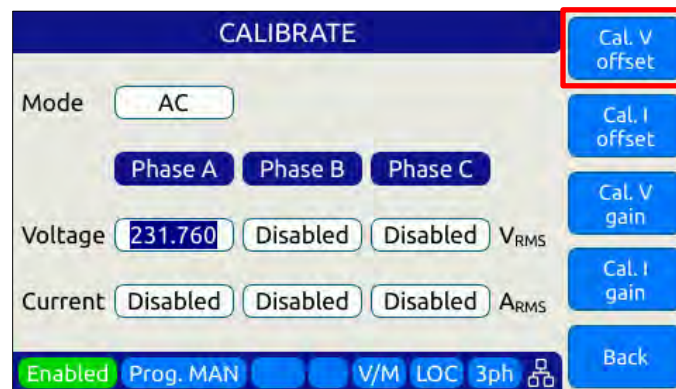 CALIBRATE
Cal. V
offset
Mode AC
Cal. I
offset
Phase A Phase B Phase C
Cal. V
gain
Voltage 231.760 Disabled Disabled VRMS
Cal. I
gain
Current Disabled Disabled Disabled ARMS
Enabled Prog. MAN V/M LOC 3ph
Back